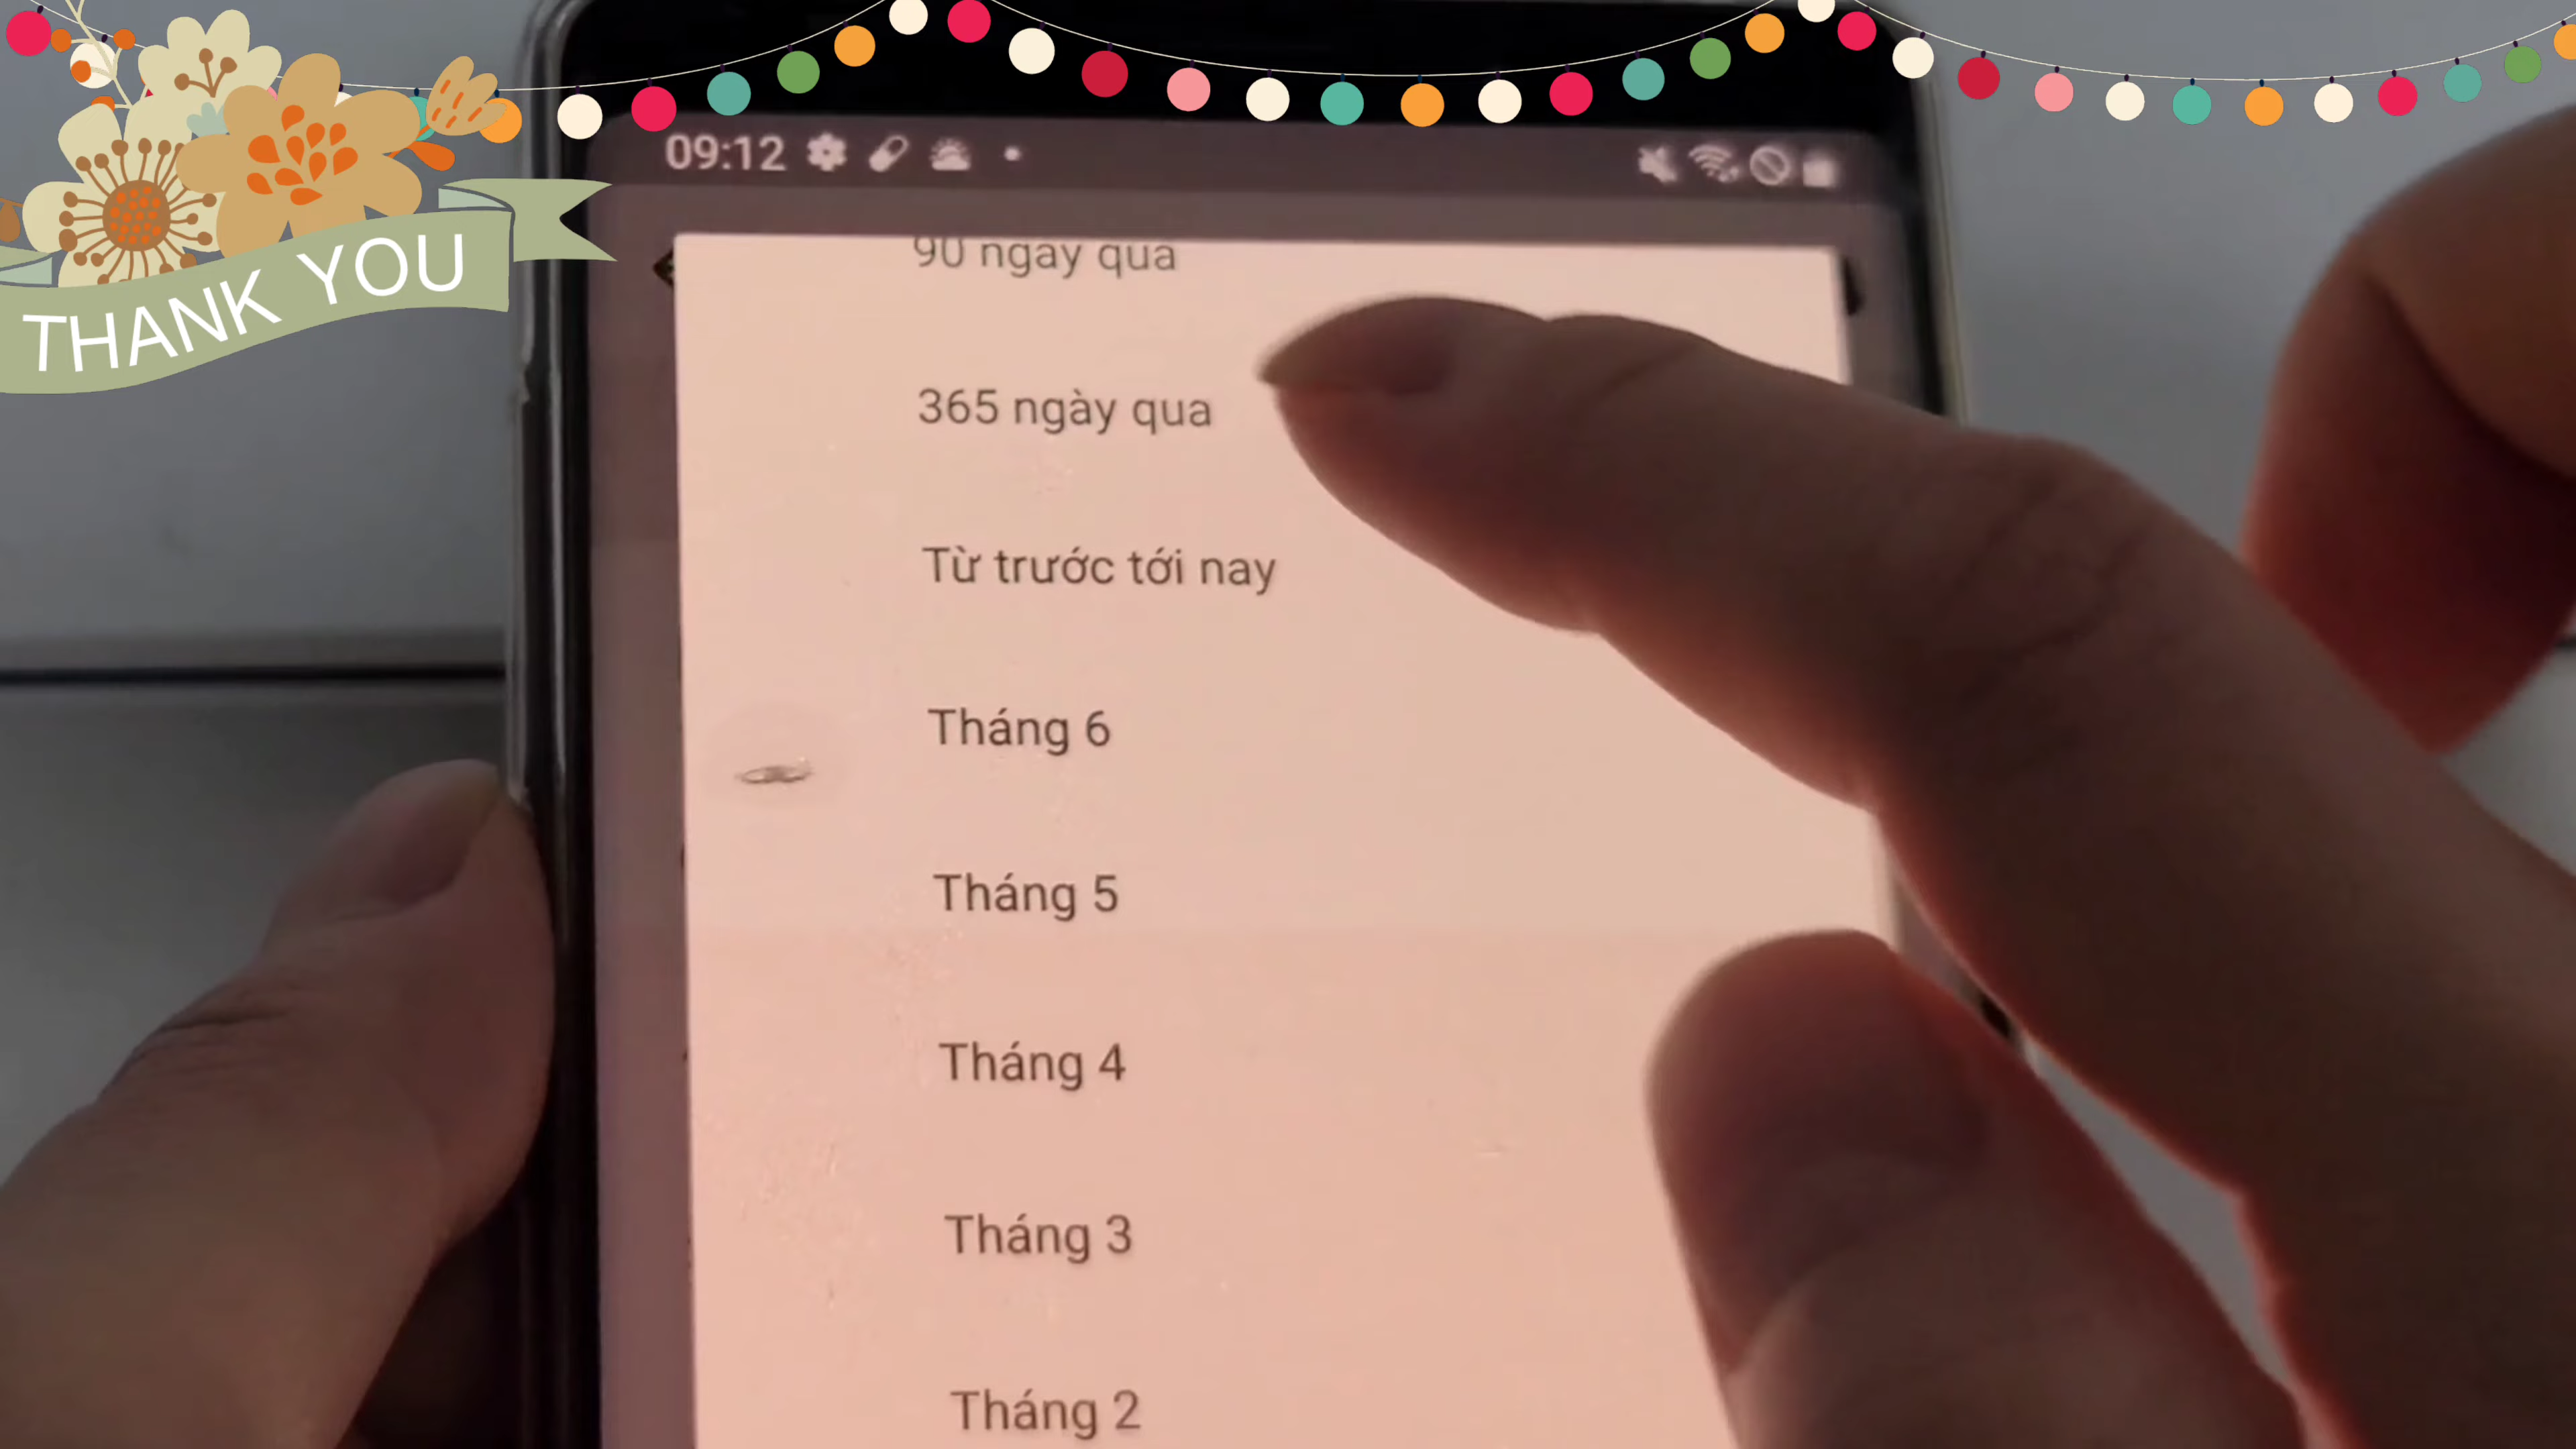 THANK YOU
09:12
90 ngày qua
365 ngày qua
Từ trước tới nay
Tháng 6
Tháng 5
Tháng 4
Tháng 3
Tháng 2